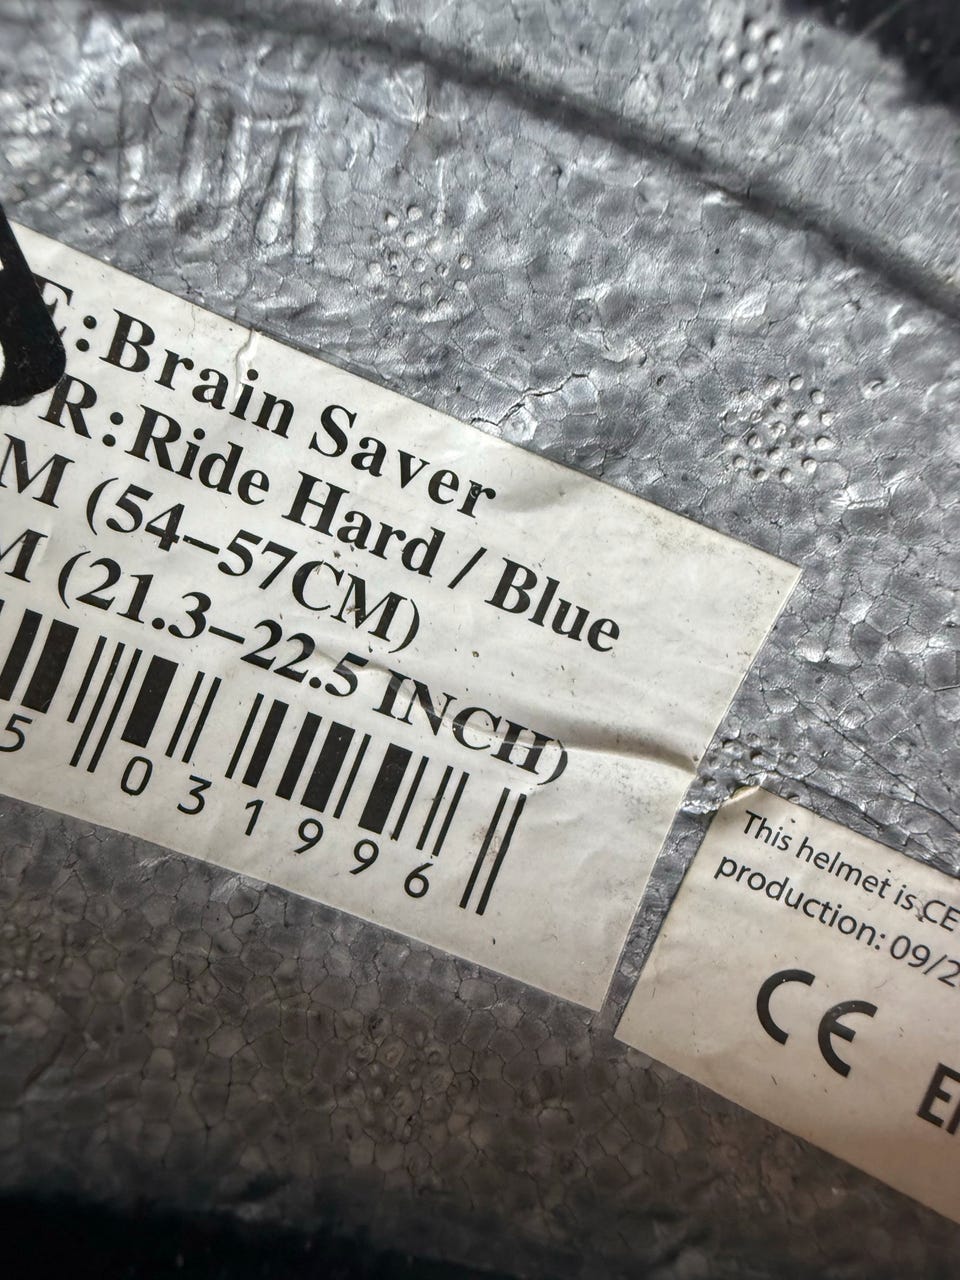 E:Brain Saver
R:Ride Hard / Blue
M (54–57CM)
M (21.3–22.5 INCH)
5 031996
This helmet is CE
production: 09/2
CE